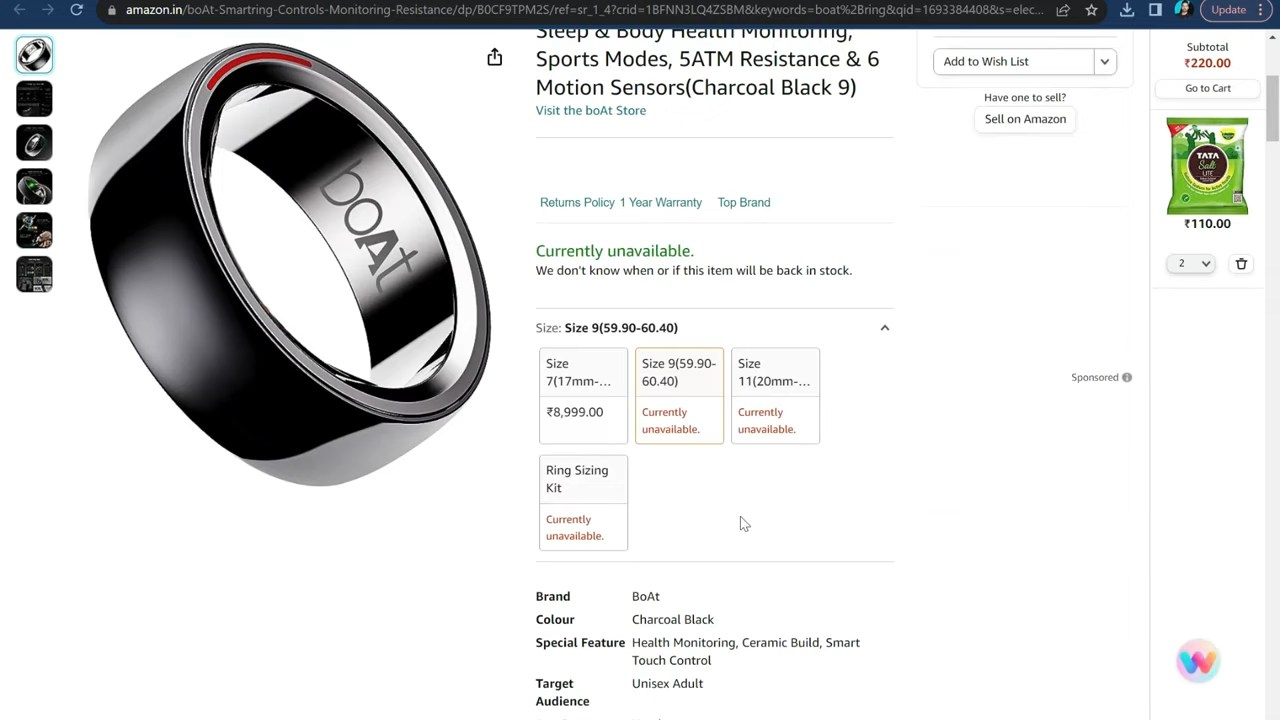 amazon.in/boAt-Smartring-Controls-Monitoring-Resistance/dp/B0CF9TPM2S/ref=sr_1_4?crid=1BFNN3LQ4ZSBM&keywords=boat%2Bring&qid=1693384408&s=elec...
Update
Sleep & Body Health Monitoring,
Sports Modes, 5ATM Resistance & 6
Motion Sensors(Charcoal Black 9)
Visit the boAt Store
boAt
Returns Policy
1 Year Warranty
Top Brand
Currently unavailable.
We don't know when or if this item will be back in stock.
Size: Size 9(59.90-60.40)
Size
7(17mm-...
₹8,999.00
Size 9(59.90-
60.40)
Currently
unavailable.
Size
11(20mm-...
Currently
unavailable.
Ring Sizing
Kit
Currently
unavailable.
Brand BoAt
Colour Charcoal Black
Special Feature Health Monitoring, Ceramic Build, Smart
Touch Control
Target
Audience
Unisex Adult
Add to Wish List
Have one to sell?
Sell on Amazon
Sponsored
Subtotal
₹220.00
Go to Cart
TATA
Salt
LITE
₹110.00
2